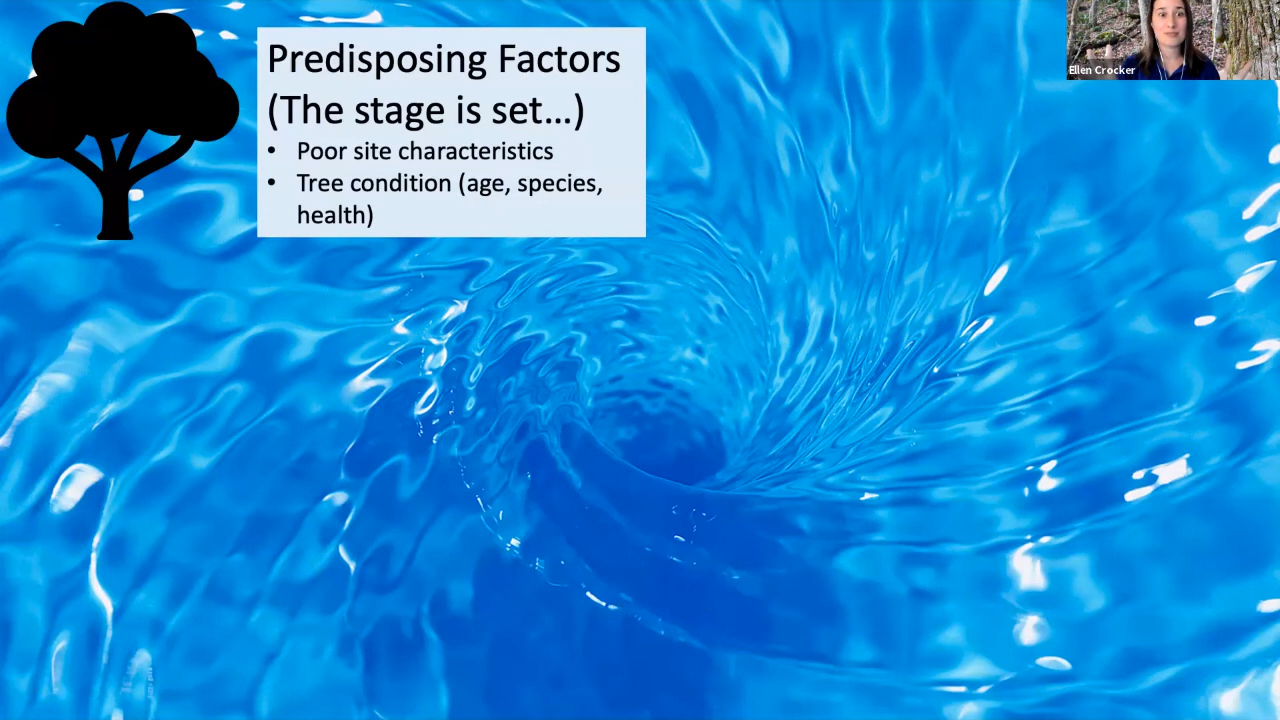 Predisposing Factors
(The stage is set…)
• Poor site characteristics
• Tree condition (age, species,
health)
Ellen Crocker